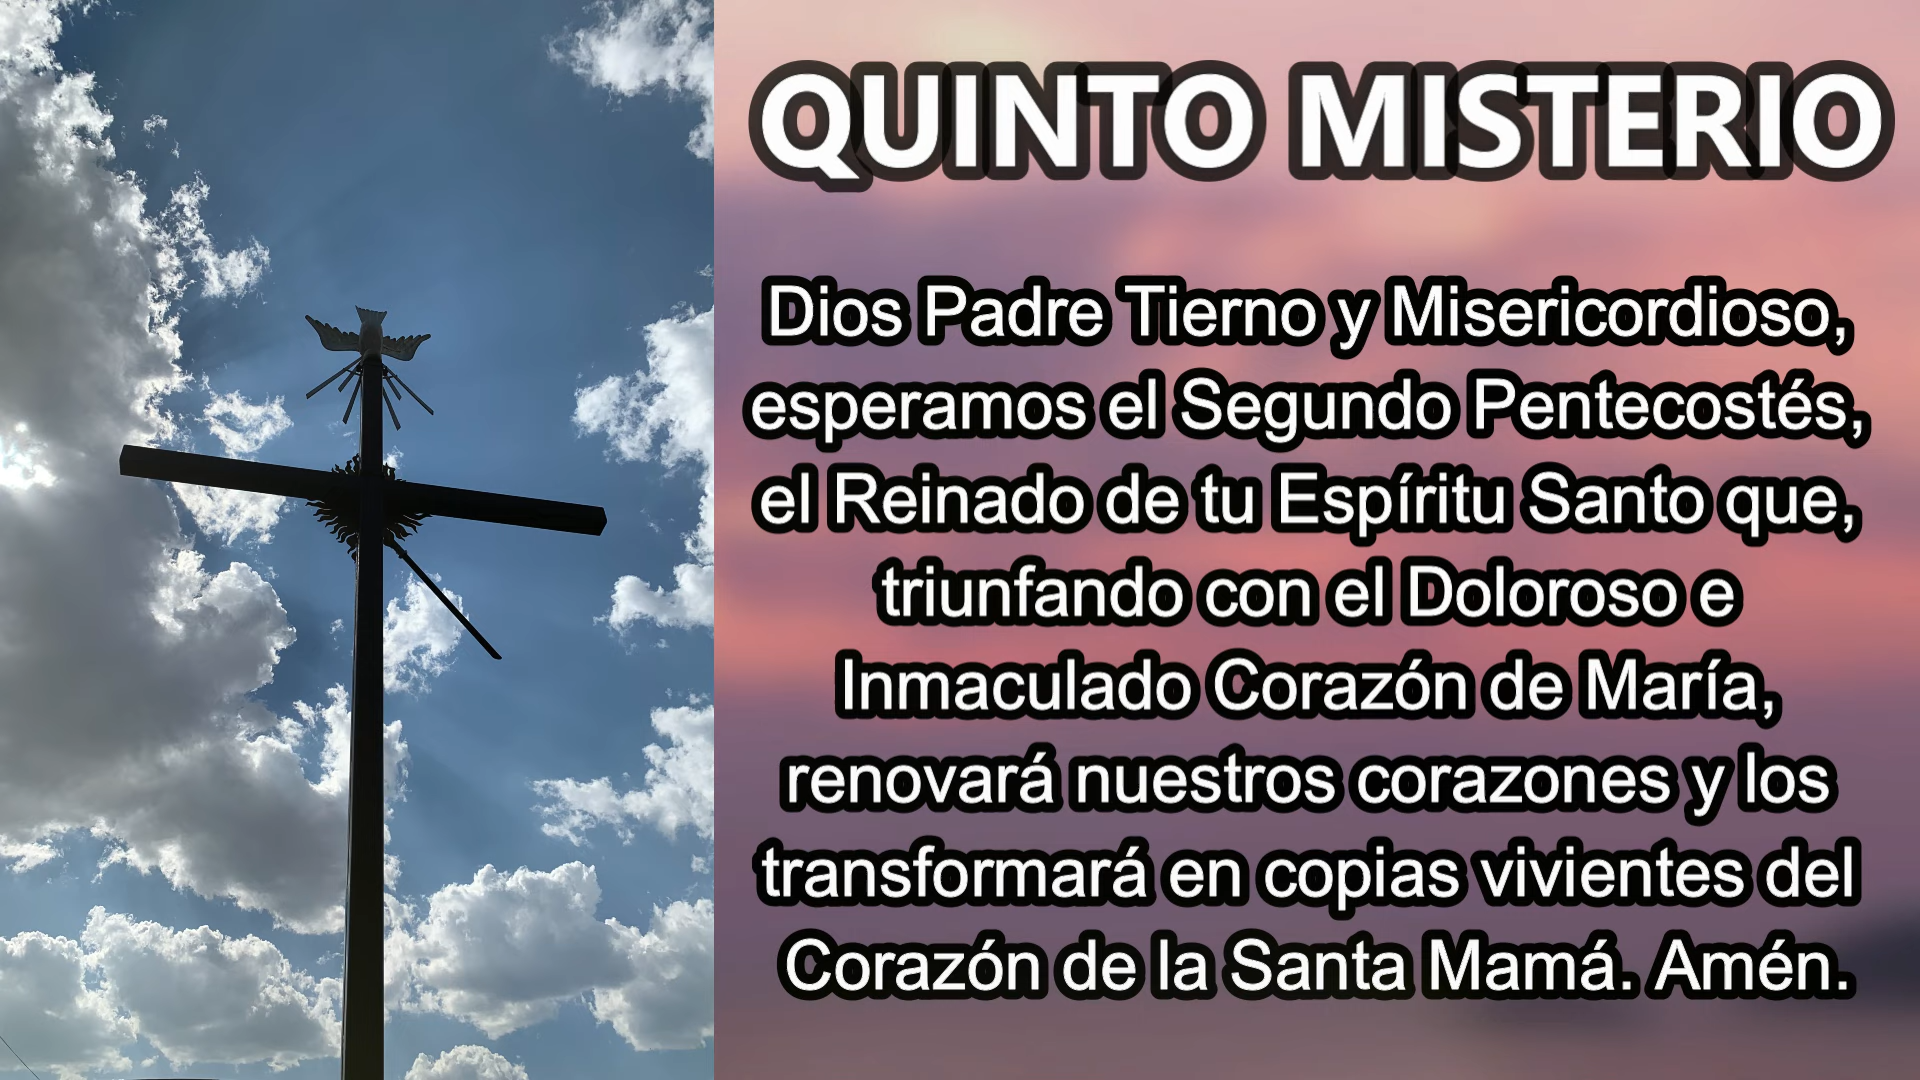 QUINTO MISTERIO
Dios Padre Tierno y Misericordioso,
esperamos el Segundo Pentecostés,
el Reinado de tu Espíritu Santo que,
triunfando con el Doloroso e
Inmaculado Corazón de María,
renovará nuestros corazones y los
transformará en copias vivientes del
Corazón de la Santa Mamá. Amén.